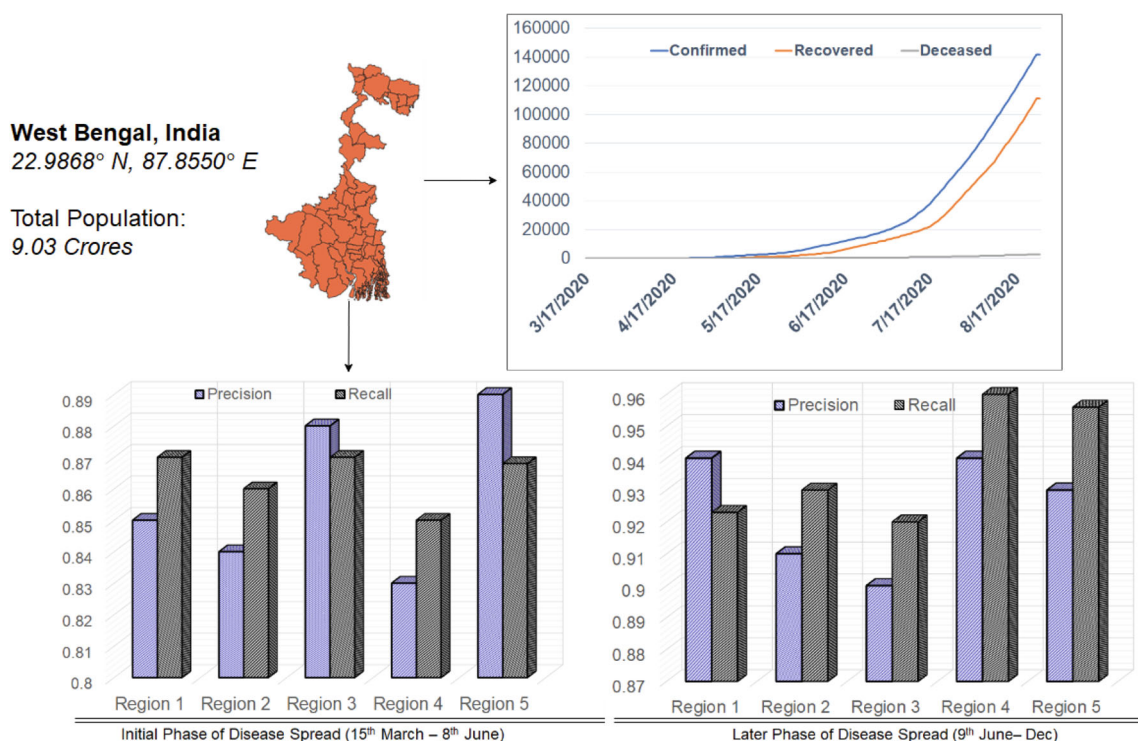 West Bengal, India
22.9868° N, 87.8550° E
Total Population:
9.03 Crores
Confirmed Recovered Deceased
160000
140000
120000
100000
80000
60000
40000
20000
0
3/17/2020 4/17/2020 5/17/2020 6/17/2020 7/17/2020 8/17/2020
Precision Recall
0.89
0.88
0.87
0.86
0.85
0.84
0.83
0.82
0.81
0.8
Region 1 Region 2 Region 3 Region 4 Region 5
Initial Phase of Disease Spread (15th March – 8th June)
Precision Recall
0.96
0.95
0.94
0.93
0.92
0.91
0.9
0.89
0.88
0.87
Region 1 Region 2 Region 3 Region 4 Region 5
Later Phase of Disease Spread (9th June– Dec)